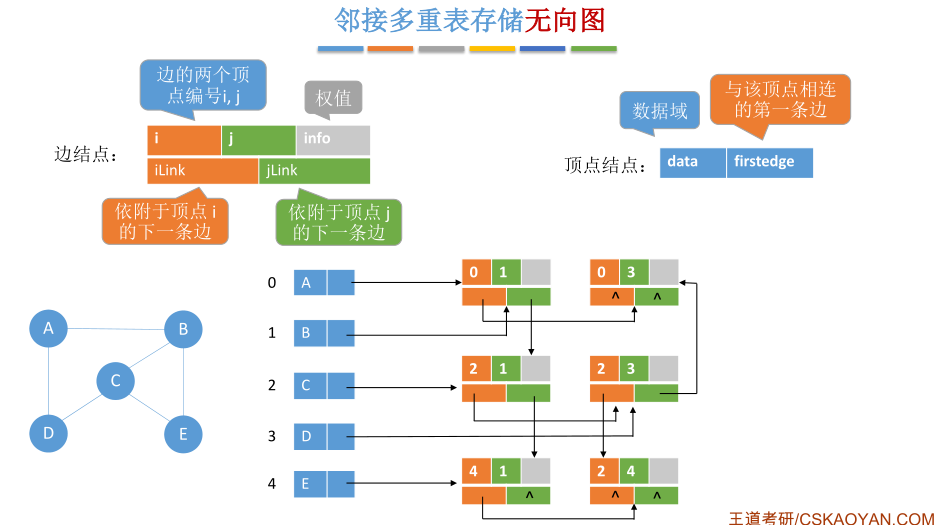 邻接多重表存储无向图
边的两个顶
点编号i, j
权值
数据域
与该顶点相连
的第一条边
边结点：
i j info
iLink jLink
顶点结点：
data firstedge
依附于顶点 i
的下一条边
依附于顶点 j
的下一条边
0 A
0 1
0 3
^ ^
1 B
2 C
2 1
2 3
3 D
4 E
4 1
2 4
^
^ ^
A
B
C
D
E
王道考研/CSKAOYAN.COM